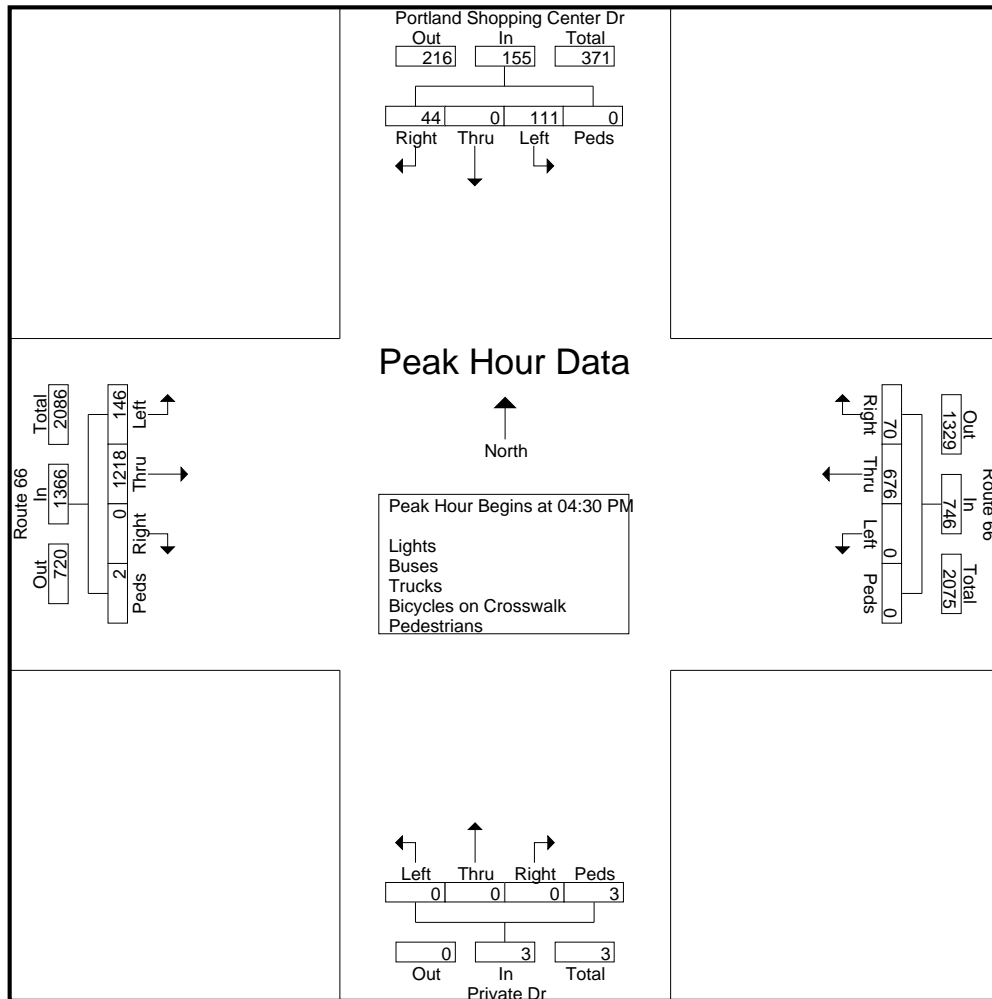 Portland Shopping Center Dr
Out In Total
216 155 371
44 0 111 0
Right Thru Left Peds
Peak Hour Data
North
Peak Hour Begins at 04:30 PM
Lights
Buses
Trucks
Bicycles on Crosswalk
Pedestrians
Route 66
Total In Out
2086 1366 720
146 1218 0 2
Left Thru Right Peds
Right Thru Left Peds
70 676 0 0
Out In Total
1329 746 2075
Route 66
Left Thru Right Peds
0 0 0 3
0 3 3
Out In Total
Private Dr